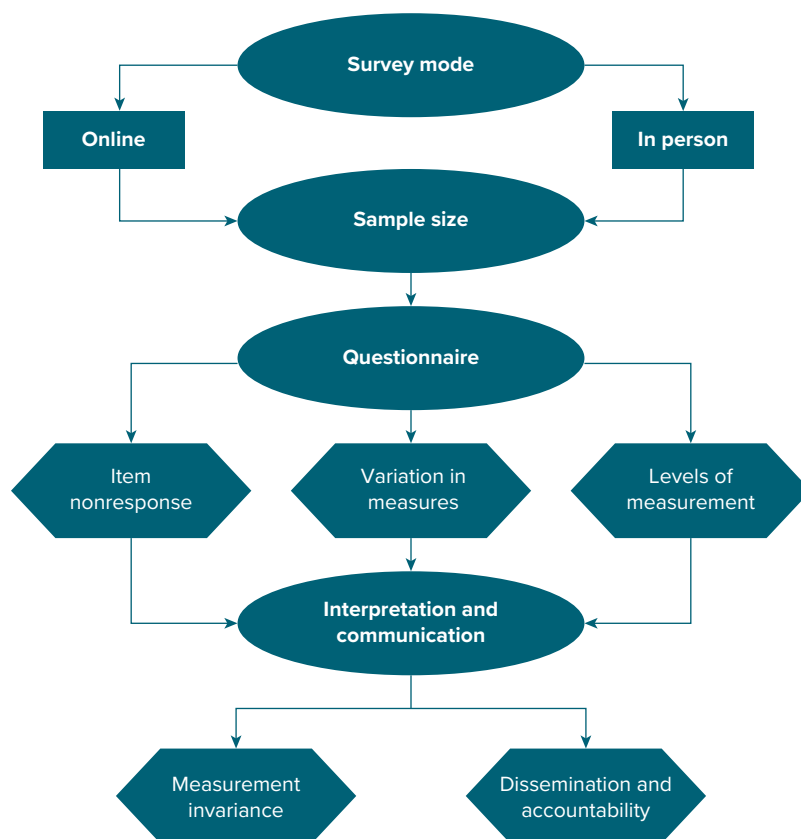 Survey mode
Online
In person
Sample size
Questionnaire
Item
nonresponse
Variation in
measures
Levels of
measurement
Interpretation and
communication
Measurement
invariance
Dissemination and
accountability